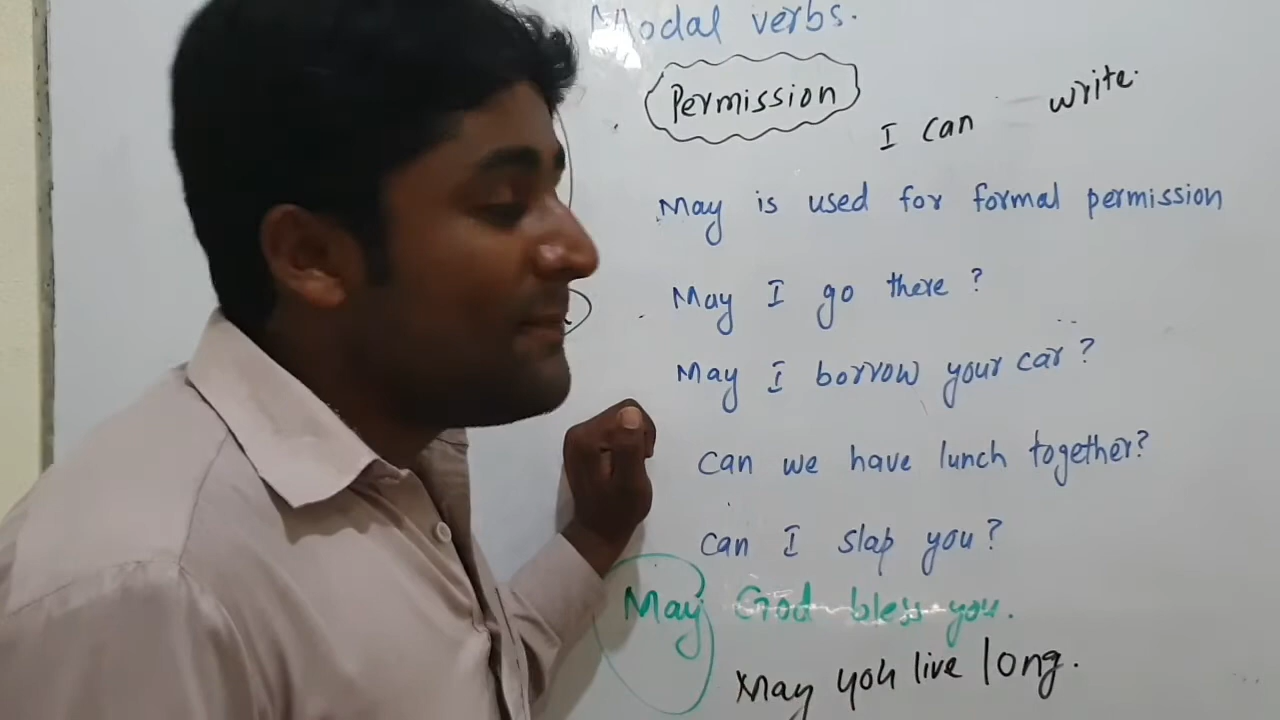 Modal verbs.
Permission
I can write.
May is used for formal permission
May I go there?
May I borrow your car?
can we have lunch together?
can I slap you?
May God bless you.
May you live long.